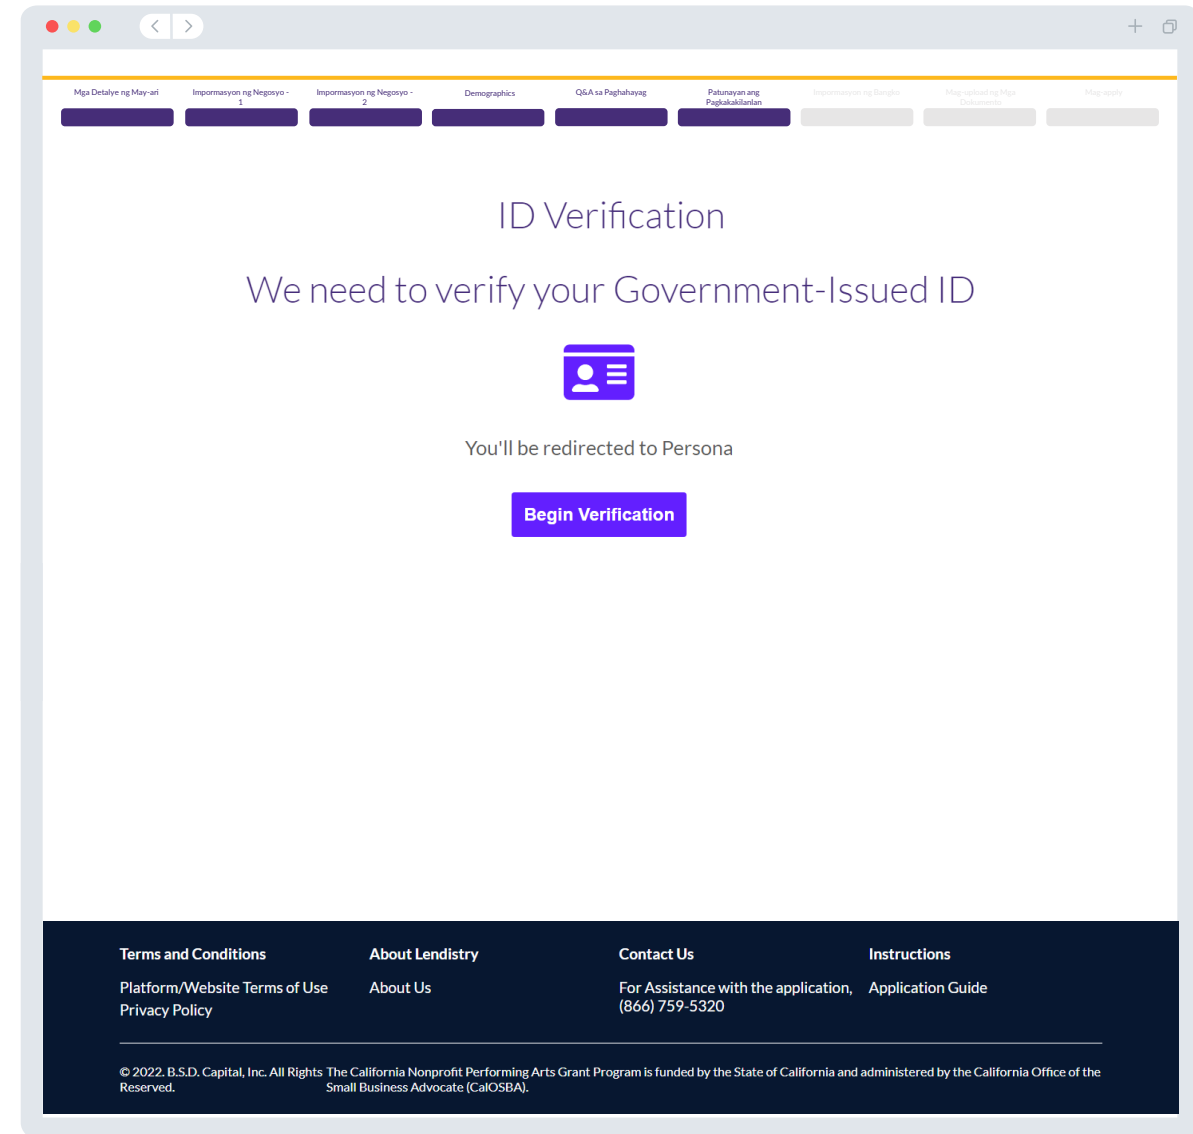 Mga Detalye ng May-ari
Impormasyon ng Negosyo -
1
Impormasyon ng Negosyo -
2
Demographics
Q&A sa Paghahayag
Patunayan ang
Pagkakakilanlan
Impormasyon ng Bangko
Mag-upload ng Mga
Dokumento
Mag-apply
ID Verification
We need to verify your Government-Issued ID
You'll be redirected to Persona
Begin Verification
Terms and Conditions
Platform/Website Terms of Use
Privacy Policy
About Lendistry
About Us
Contact Us
For Assistance with the application,
(866) 759-5320
Instructions
Application Guide
© 2022. B.S.D. Capital, Inc. All Rights
Reserved.
The California Nonprofit Performing Arts Grant Program is funded by the State of California and administered by the California Office of the
Small Business Advocate (CalOSBA).